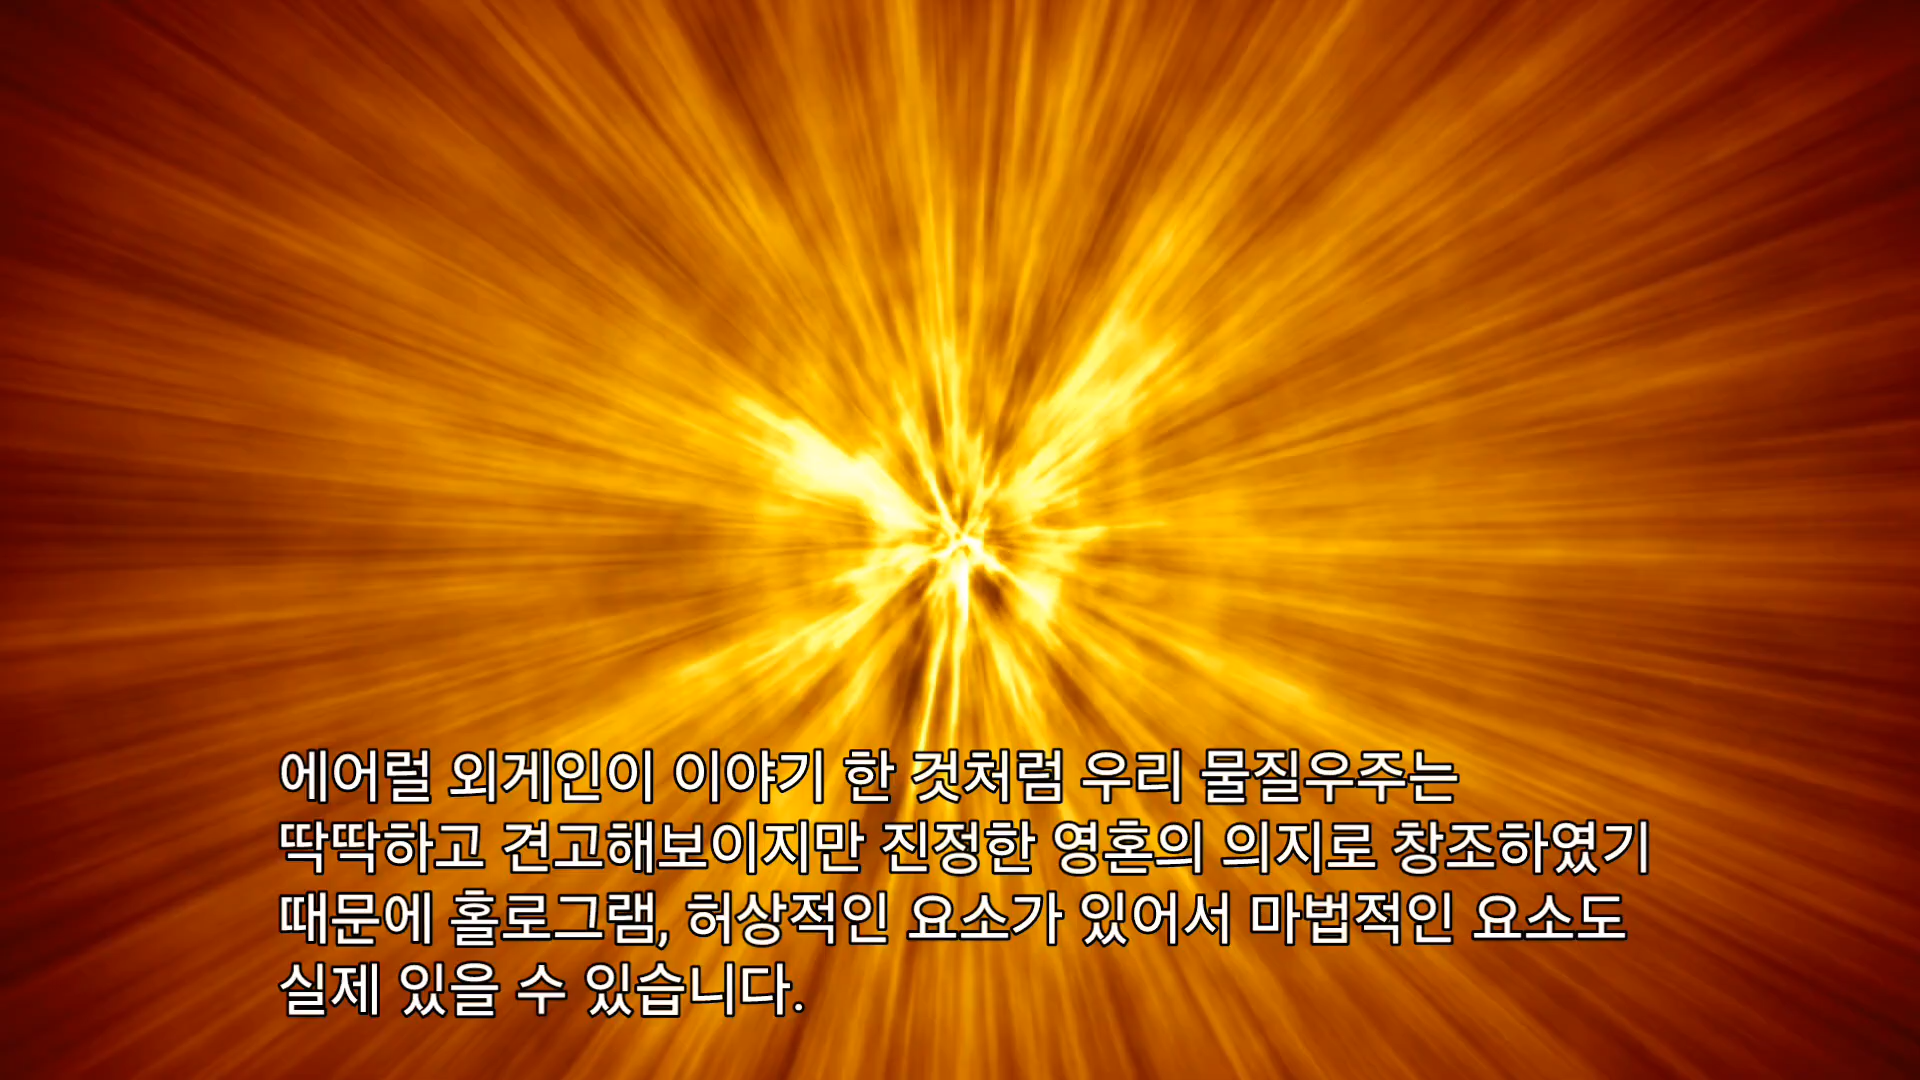 에어럴 외게인이 이야기 한 것처럼 우리 물질우주는
딱딱하고 견고해보이지만 진정한 영혼의 의지로 창조하였기
때문에 홀로그램, 허상적인 요소가 있어서 마법적인 요소도
실제 있을 수 있습니다.